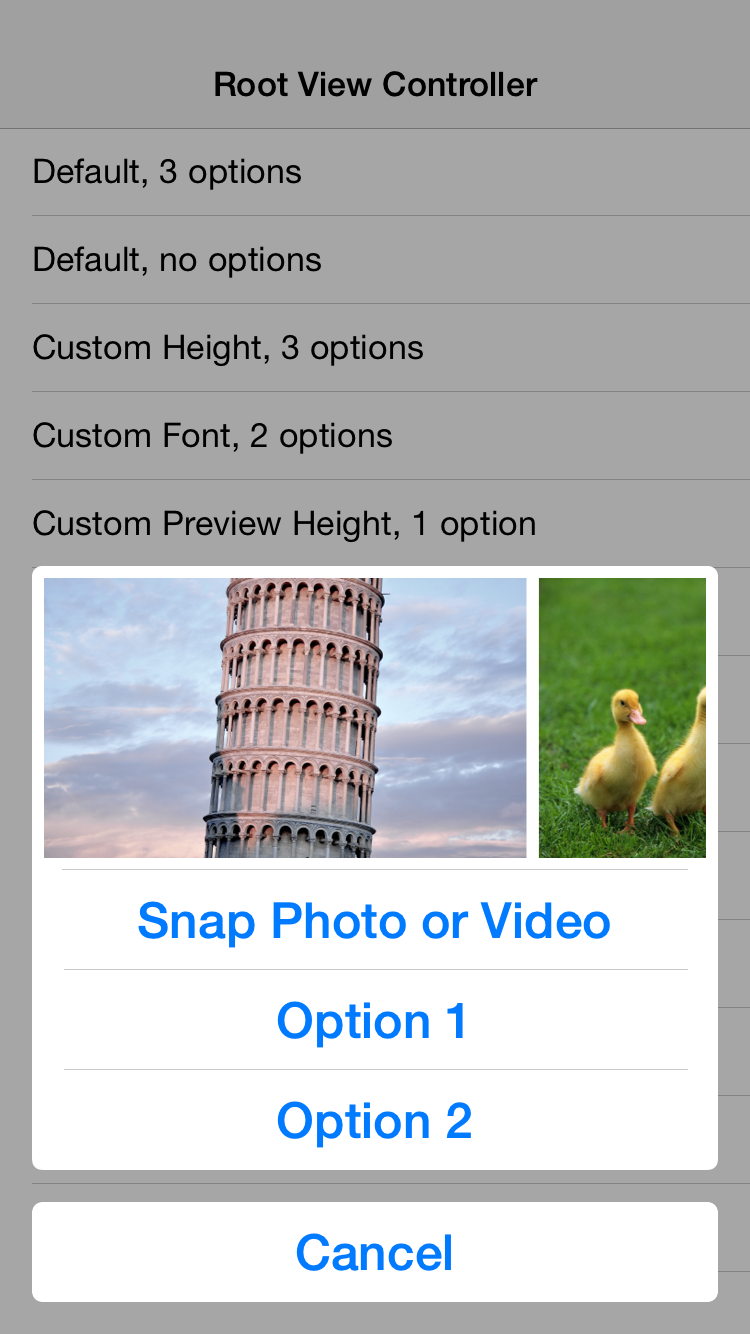 Root View Controller
Default, 3 options
Default, no options
Custom Height, 3 options
Custom Font, 2 options
Custom Preview Height, 1 option
Snap Photo or Video
Option 1
Option 2
Cancel